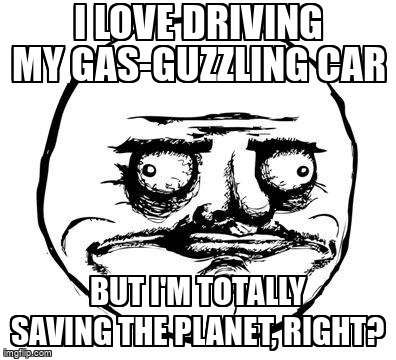 I LOVE DRIVING
MY GAS-GUZZLING CAR
BUT I'M TOTALLY
SAVING THE PLANET, RIGHT?
imgflip.com